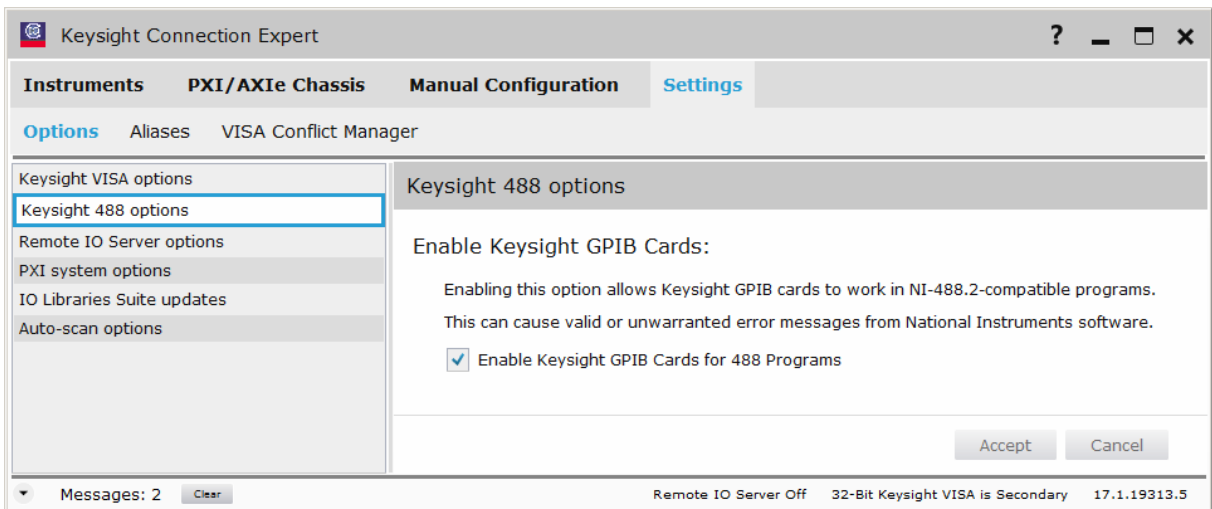 Keysight Connection Expert ?
Instruments PXI/AXIe Chassis Manual Configuration Settings
Options Aliases VISA Conflict Manager
Keysight VISA options
Keysight 488 options
Remote IO Server options
PXI system options
IO Libraries Suite updates
Auto-scan options
Keysight 488 options
Enable Keysight GPIB Cards:
Enabling this option allows Keysight GPIB cards to work in NI-488.2-compatible programs.
This can cause valid or unwarranted error messages from National Instruments software.
Enable Keysight GPIB Cards for 488 Programs
Accept Cancel
Messages: 2 Clear Remote IO Server Off 32-Bit Keysight VISA is Secondary 17.1.19313.5